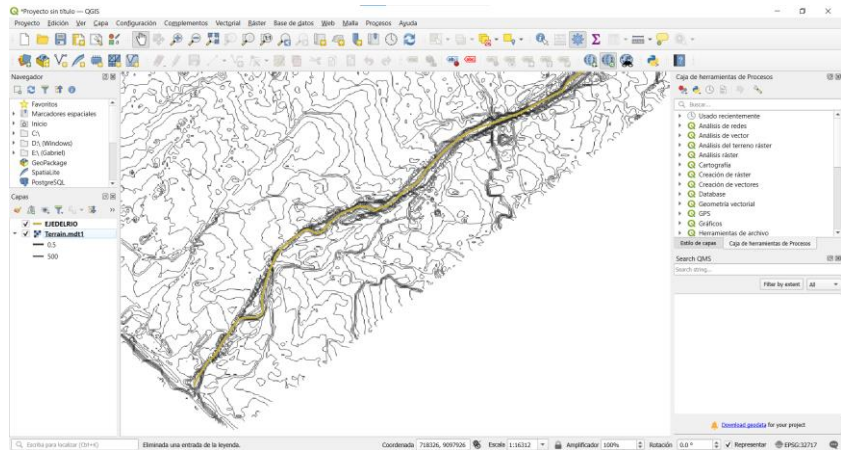 *Proyecto sin título — QGIS
Proyecto Edición Ver Capa Configuración Complementos Vectorial Ráster Base de datos Web Malla Procesos Ayuda
Navegador
Favoritos
Marcadores espaciales
Inicio
C:\
D:\ (Windows)
E:\ (Gabriel)
GeoPackage
SpatiaLite
PostgreSQL
Capas
EJEDELRIO
Terrain.mdt1
0.5
500
Caja de herramientas de Procesos
Buscar...
Usado recientemente
Análisis de redes
Análisis de vector
Análisis del terreno ráster
Análisis ráster
Cartografía
Creación de ráster
Creación de vectores
Database
Geometría vectorial
GPS
Gráficos
Herramientas de archivo
Estilo de capas Caja de herramientas de Procesos
Search QMS
Search string...
Filter by extent All
Download geodata for your project
Escriba para localizar (Ctrl+K) Eliminada una entrada de la leyenda. Coordenada 718326, 9097926 Escala 1:16312 Amplificador 100% Rotación 0.0 ° Representar EPSG:32717